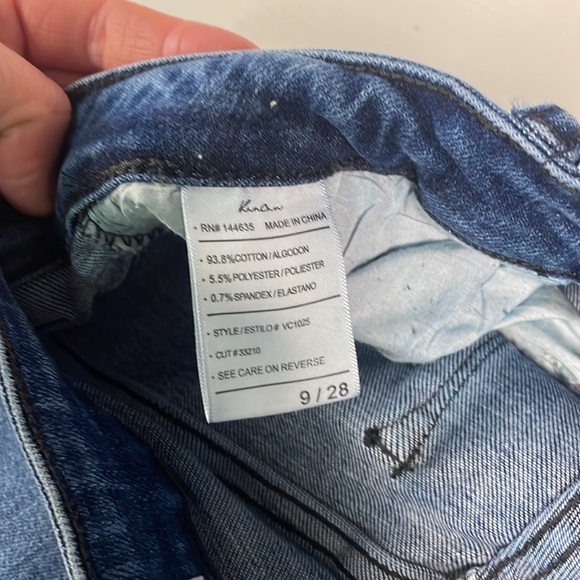 KanCan
· RN# 144635 MADE IN CHINA
· 93.8%COTTON/ALGODON
· 5.5%POLYESTER/POLIESTER
· 0.7%SPANDEX/ELASTANO
· STYLE/ESTILO# VC1025
· CUT#33210
· SEE CARE ON REVERSE
9 / 28